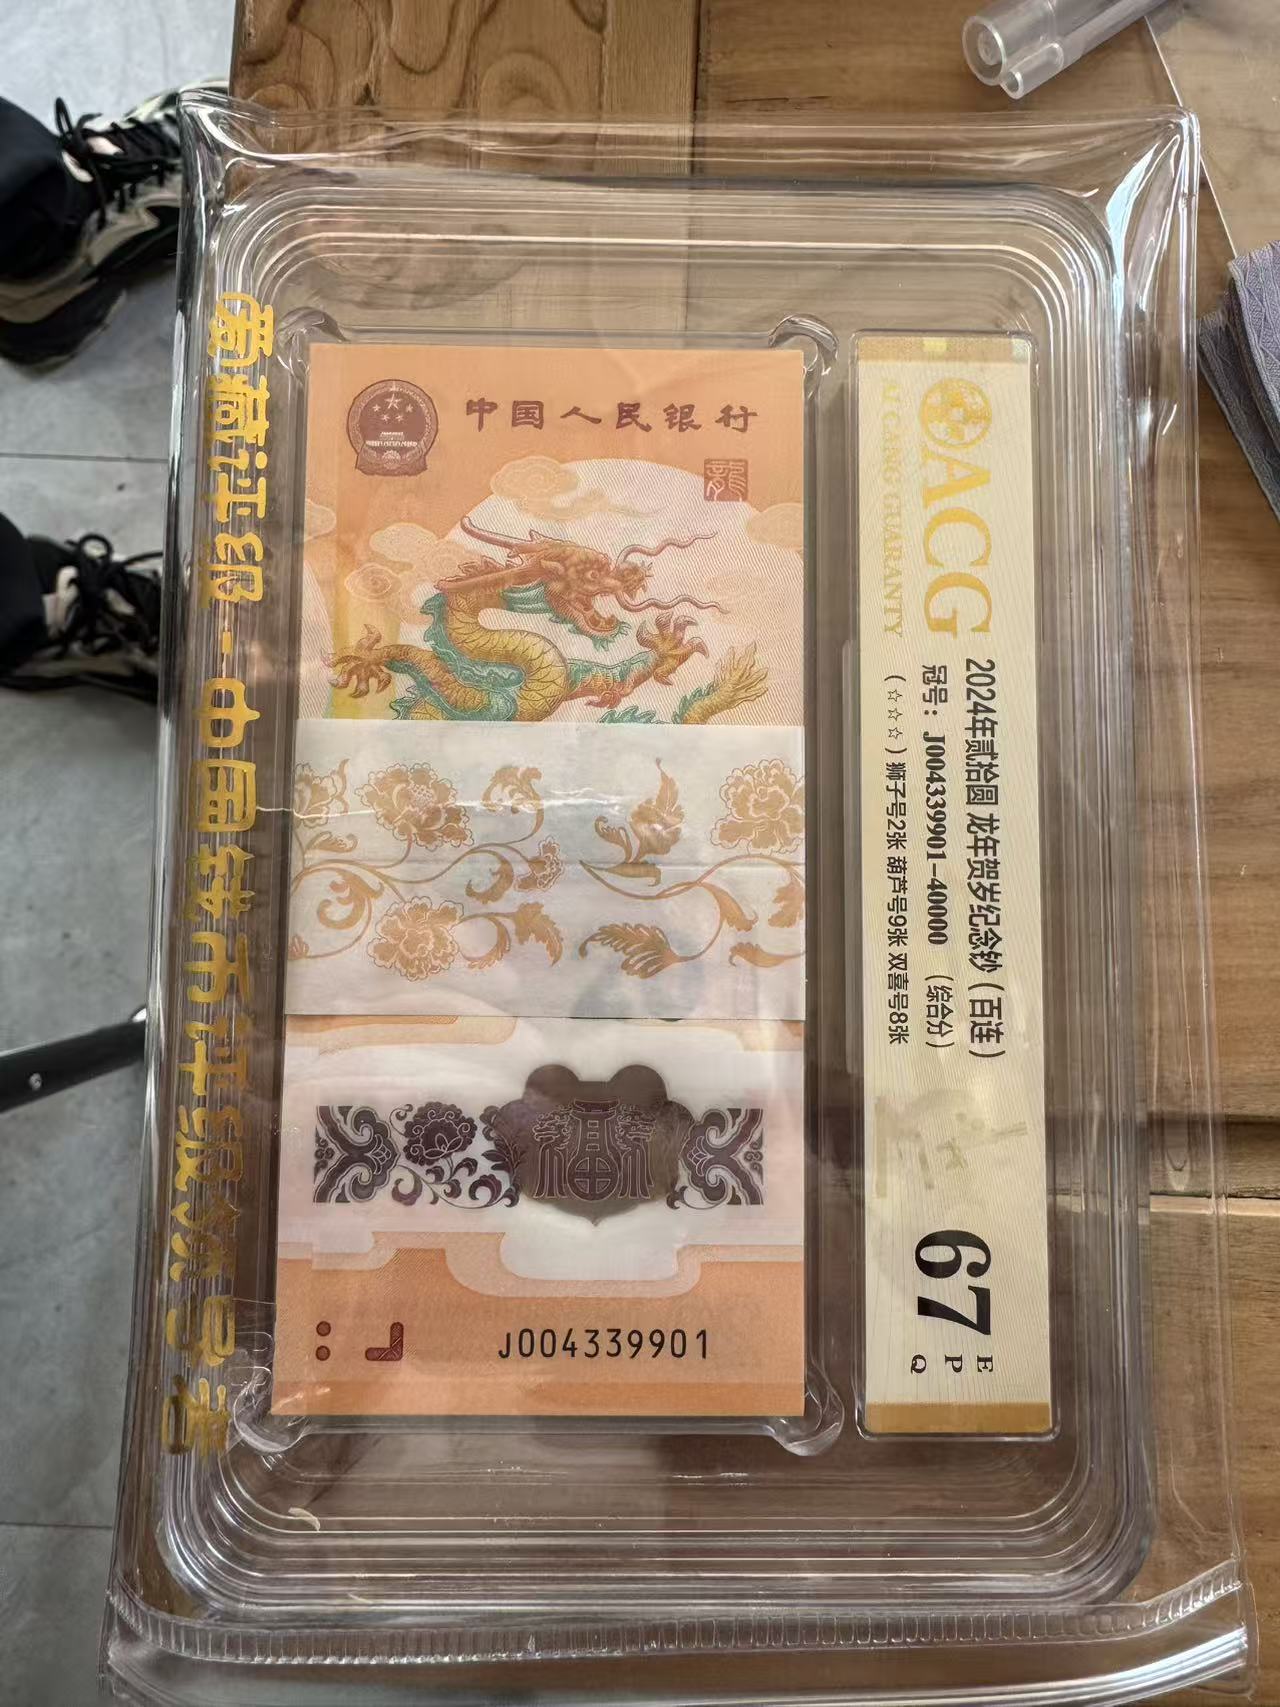 爱藏评级-中国钱币评级领导者
中国人民银行
龍
福
J004339901
ACG
AI CANG GUARANTY
2024年贰拾圆 龙年贺岁纪念钞（百连）
冠号：J004339901-40000 （综合分）
（☆☆☆）狮子号2张 葫芦号9张 双喜号8张
67
E
P
Q